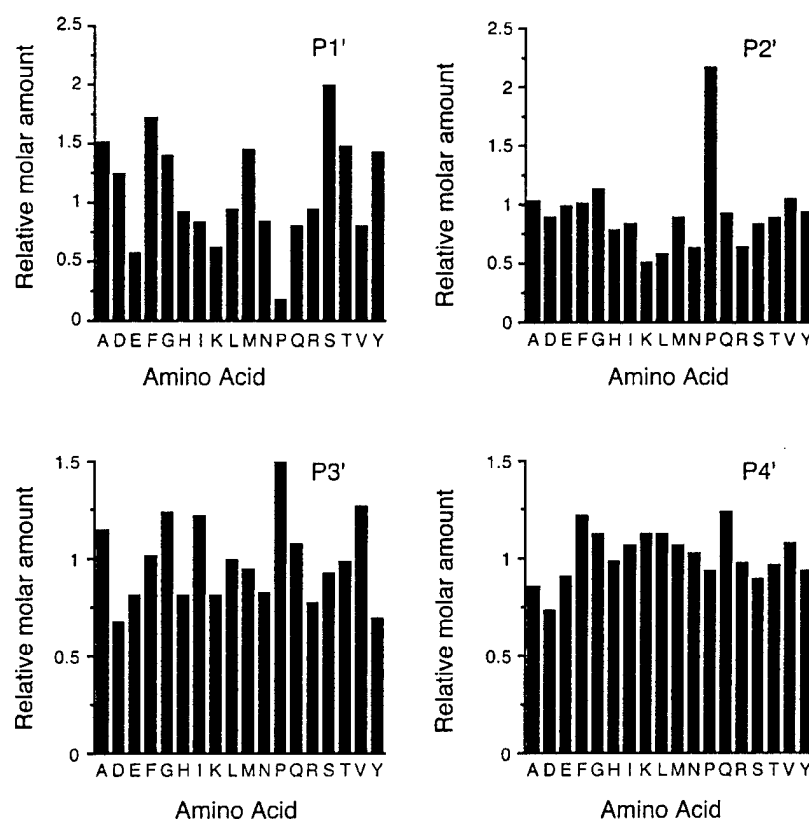 P1'
Relative molar amount
2.5
2
1.5
1
0.5
0
A D E F G H I K L M N P Q R S T V Y
Amino Acid
P2'
Relative molar amount
2.5
2
1.5
1
0.5
0
A D E F G H I K L M N P Q R S T V Y
Amino Acid
P3'
Relative molar amount
1.5
1
0.5
0
A D E F G H I K L M N P Q R S T V Y
Amino Acid
P4'
Relative molar amount
1.5
1
0.5
0
A D E F G H I K L M N P Q R S T V Y
Amino Acid